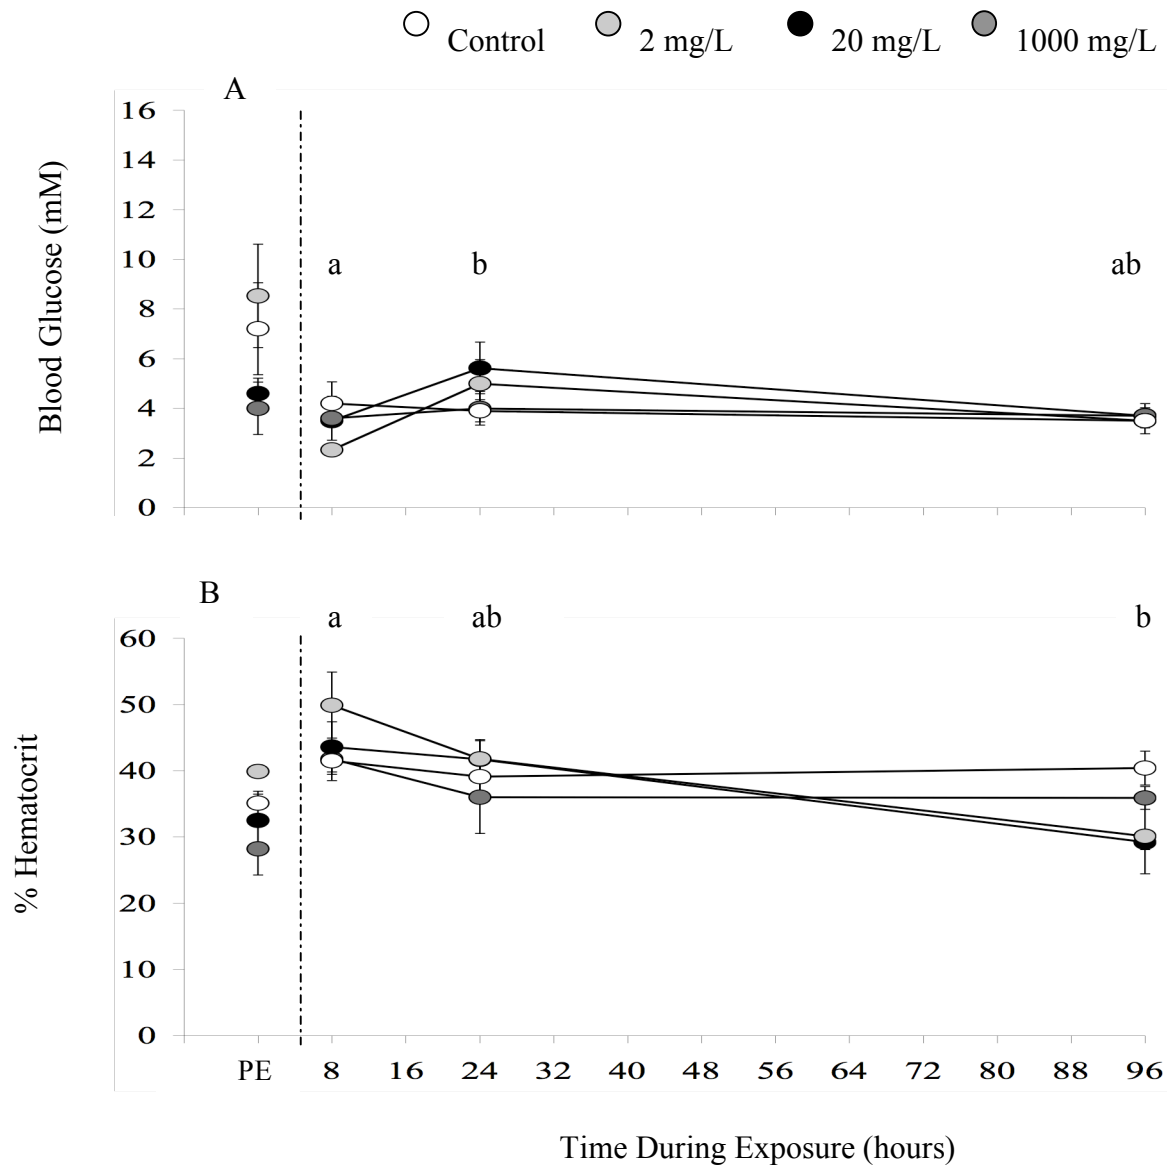 Control 2 mg/L 20 mg/L 1000 mg/L
A
16
14
12
10
8
6
4
2
0
Blood Glucose (mM)
a b ab
B
a ab b
60
50
40
30
20
10
0
% Hematocrit
PE 8 16 24 32 40 48 56 64 72 80 88 96
Time During Exposure (hours)